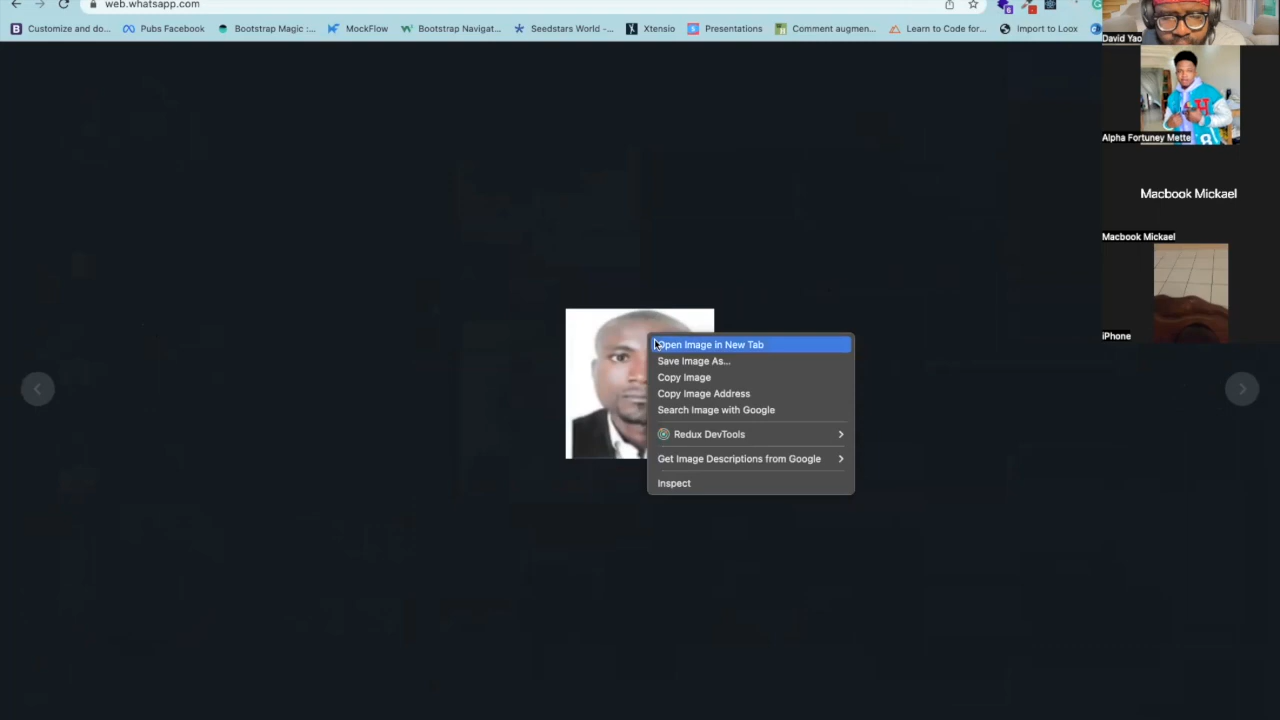 web.whatsapp.com
Customize and do...
Pubs Facebook
Bootstrap Magic :...
MockFlow
Bootstrap Navigat...
Seedstars World -...
Xtensio
Presentations
Comment augmen...
Learn to Code for...
Import to Loox
David Yao
Alpha Fortuney Mette
Macbook Mickael
Macbook Mickael
iPhone
Open Image in New Tab
Save Image As...
Copy Image
Copy Image Address
Search Image with Google
Redux DevTools
Get Image Descriptions from Google
Inspect